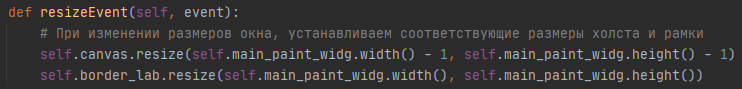 def resizeEvent(self, event):
# При изменении размеров окна, устанавливаем соответствующие размеры холста и рамки
self.canvas.resize(self.main_paint_widg.width() - 1, self.main_paint_widg.height() - 1)
self.border_lab.resize(self.main_paint_widg.width(), self.main_paint_widg.height())